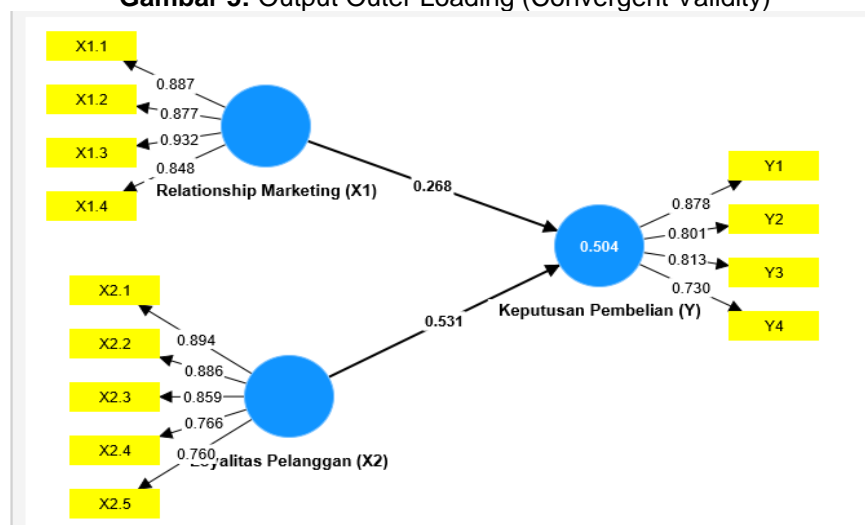 Gambar Output Outer Loading (Convergent Validity)
X1.1
0.887
X1.2
0.877
X1.3
0.932
X1.4
0.848
Relationship Marketing (X1)
0.268
X2.1
0.894
X2.2
0.886
X2.3
0.859
X2.4
0.766
X2.5
0.760
Loyalitas Pelanggan (X2)
0.531
0.504
Keputusan Pembelian (Y)
Y1
0.878
Y2
0.801
Y3
0.813
Y4
0.730